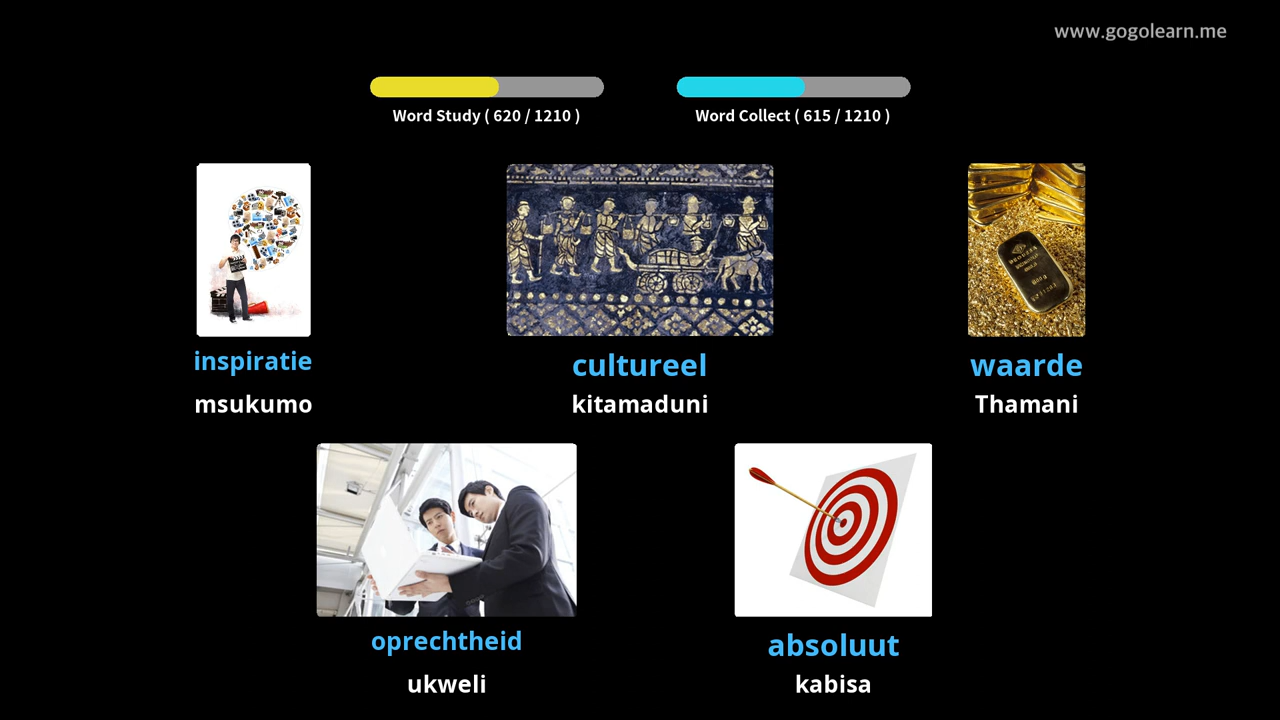 www.gogolearn.me
Word Study ( 620 / 1210 )
Word Collect ( 615 / 1210 )
inspiratie
msukumo
cultureel
kitamaduni
waarde
Thamani
oprechtheid
ukweli
absoluut
kabisa